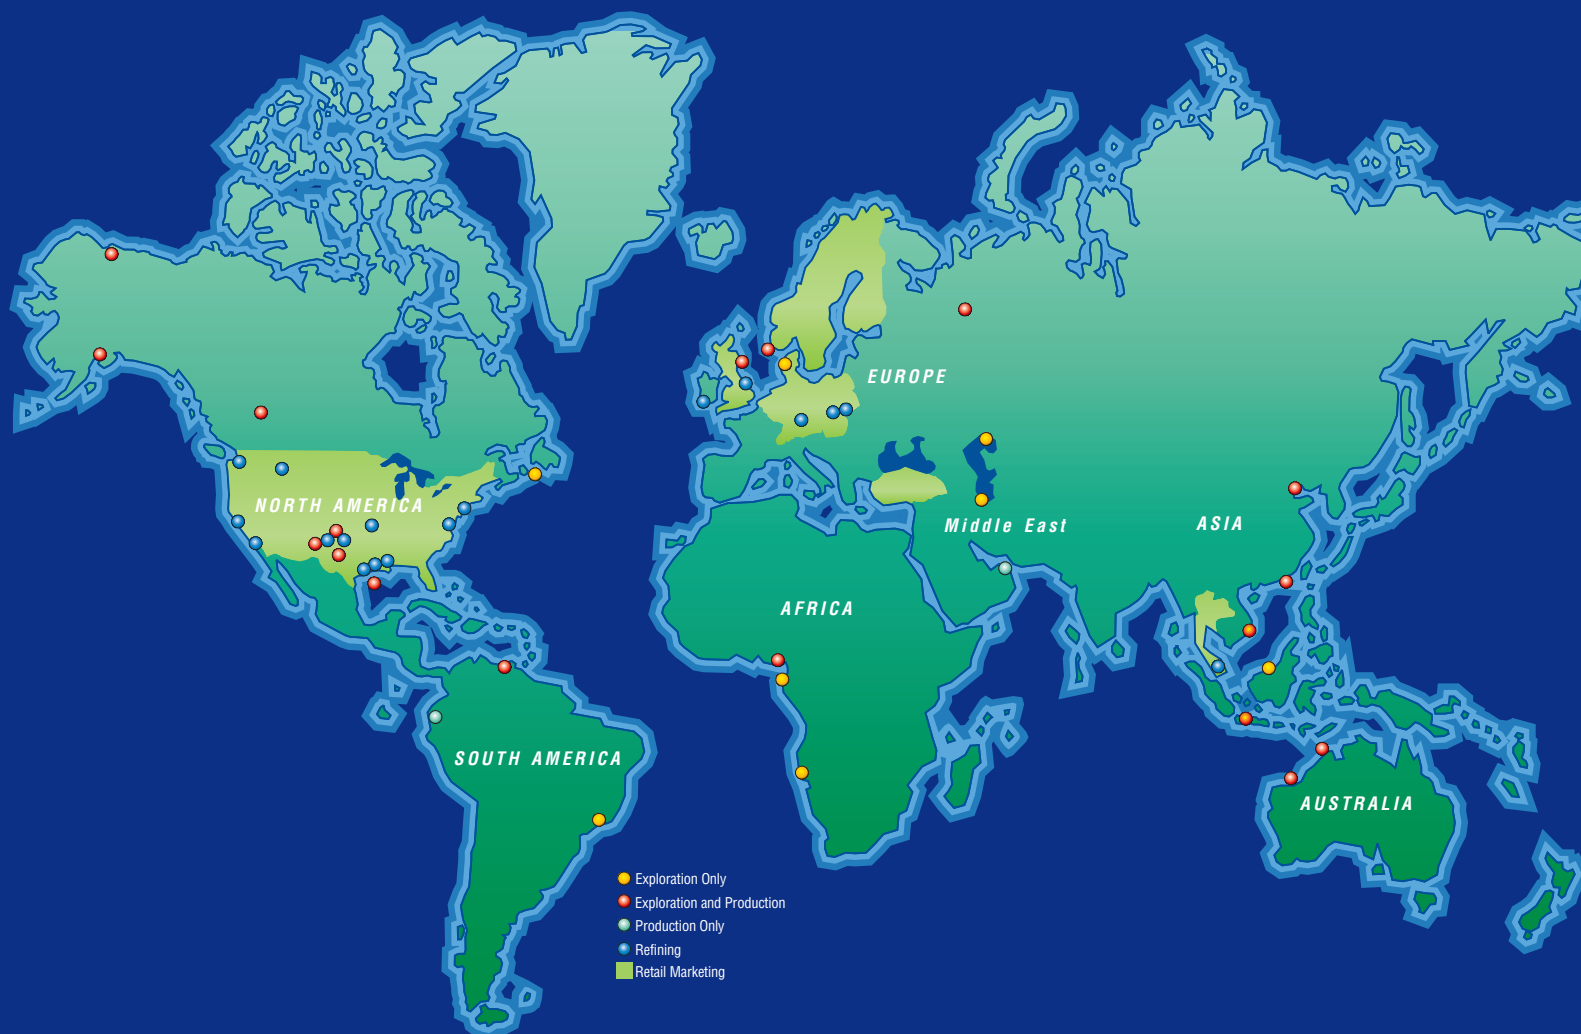 EUROPE
NORTH AMERICA
Middle East
ASIA
AFRICA
SOUTH AMERICA
AUSTRALIA
Exploration Only
Exploration and Production
Production Only
Refining
Retail Marketing